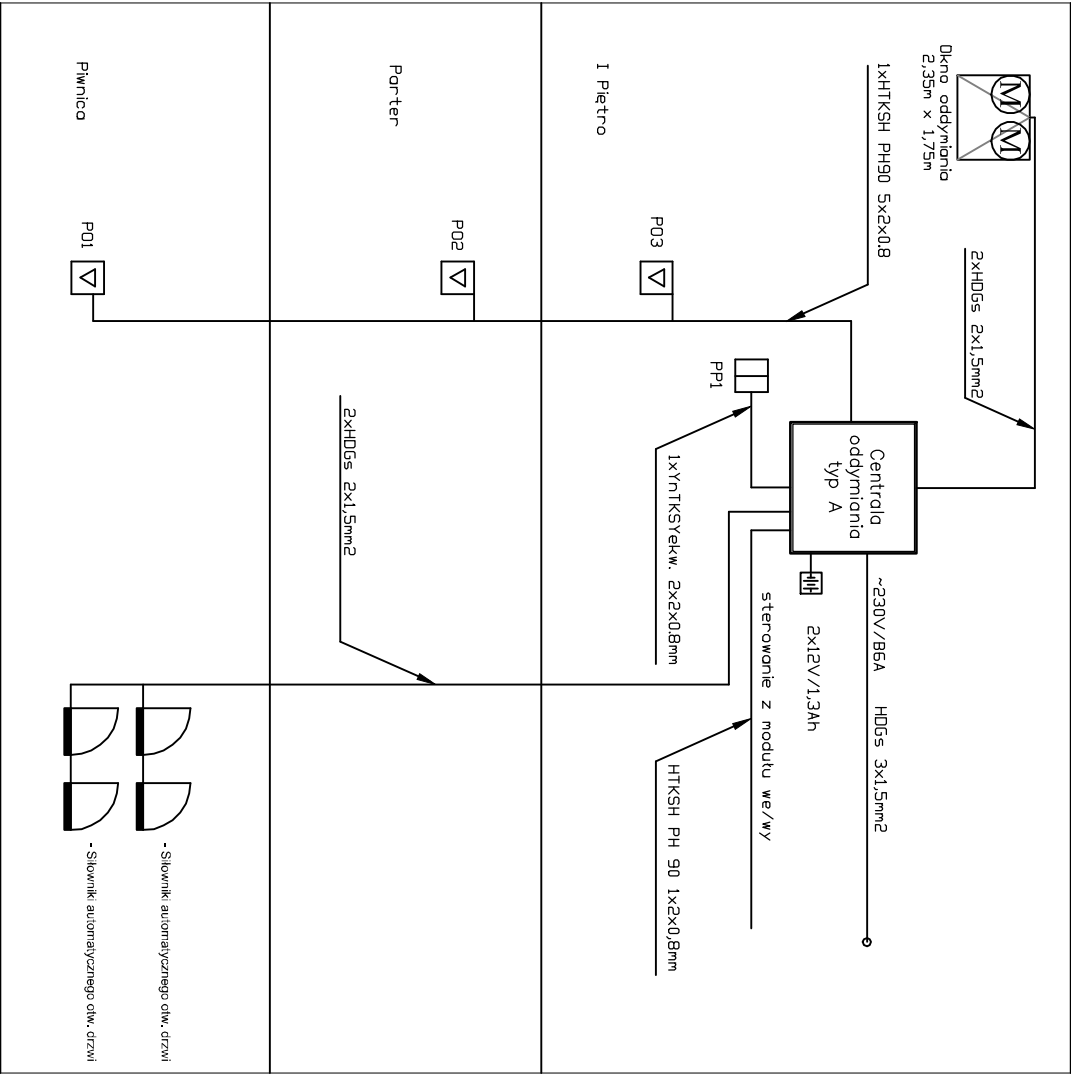 Okno oddymiania
2,35m x 1,75m
M M
2xHDGs 2x1,5mm2
1xHTKSH PH90 5x2x0.8
Centrala
oddymiania
typ A
~230V/B6A HDGs 3x1,5mm2
2x12V/1,3Ah
sterowanie z modułu we/wy
PP1
1xYnTKSYekw. 2x2x0.8mm
HTKSH PH 90 1x2x0,8mm
I Piętro
PO3
Parter
PO2
2xHDGs 2x1,5mm2
Piwnica
PO1
- Siłowniki automatycznego otw. drzwi
- Siłowniki automatycznego otw. drzwi